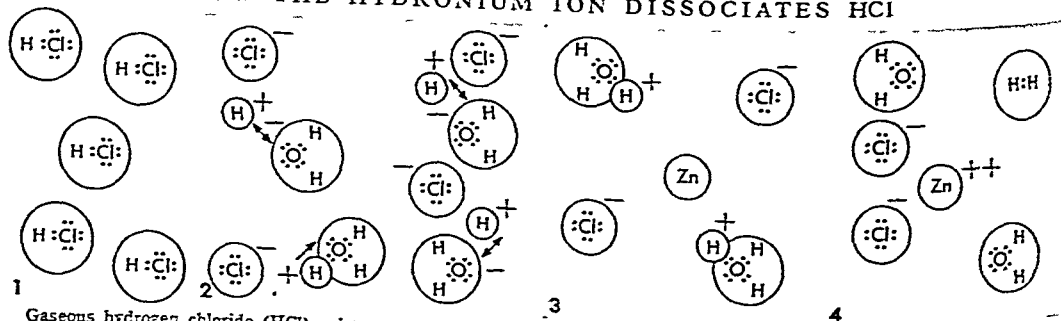 THE HYDRONIUM ION DISSOCIATES HCl
H :Cl:
H :Cl:
H :Cl:
H :Cl:
H :Cl:
1
:Cl: −
H +
− O H H
:Cl: −
+ H O H H
2
:Cl: −
+ H
− O H H
− :Cl:
H +
H O H −
H O H H +
:Cl: −
Zn
:Cl: −
+ H O H H
3
H O H
H:H
:Cl: −
Zn ++
:Cl: −
O H H
4
Gaseous hydrogen chloride (HCl)